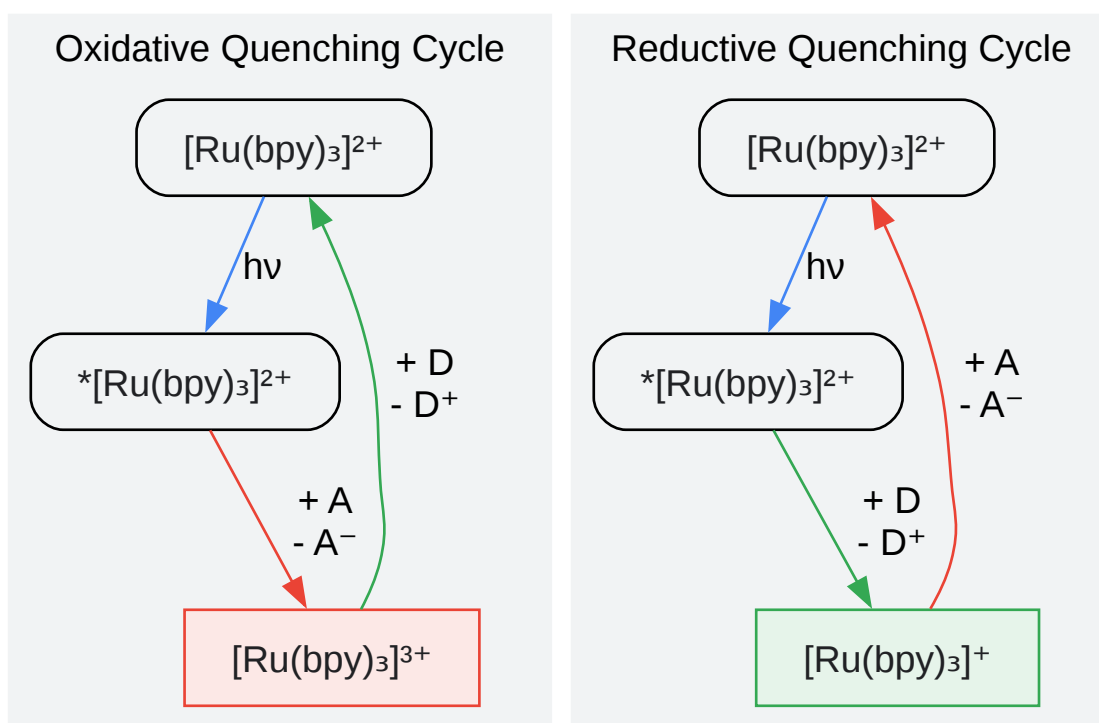 Oxidative Quenching Cycle
[Ru(bpy)₃]²⁺
hν
*[Ru(bpy)₃]²⁺
+ D
- D⁺
+ A
- A⁻
[Ru(bpy)₃]³⁺
Reductive Quenching Cycle
[Ru(bpy)₃]²⁺
hν
*[Ru(bpy)₃]²⁺
+ A
- A⁻
+ D
- D⁺
[Ru(bpy)₃]⁺